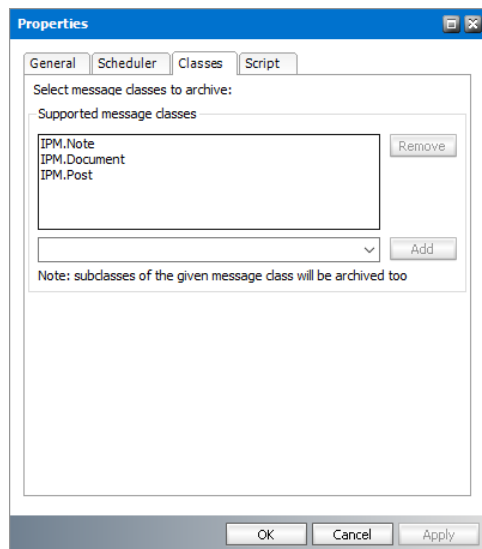 Properties
General Scheduler Classes Script
Select message classes to archive:
Supported message classes
IPM.Note
IPM.Document
IPM.Post
Remove
Add
Note: subclasses of the given message class will be archived too
OK Cancel Apply